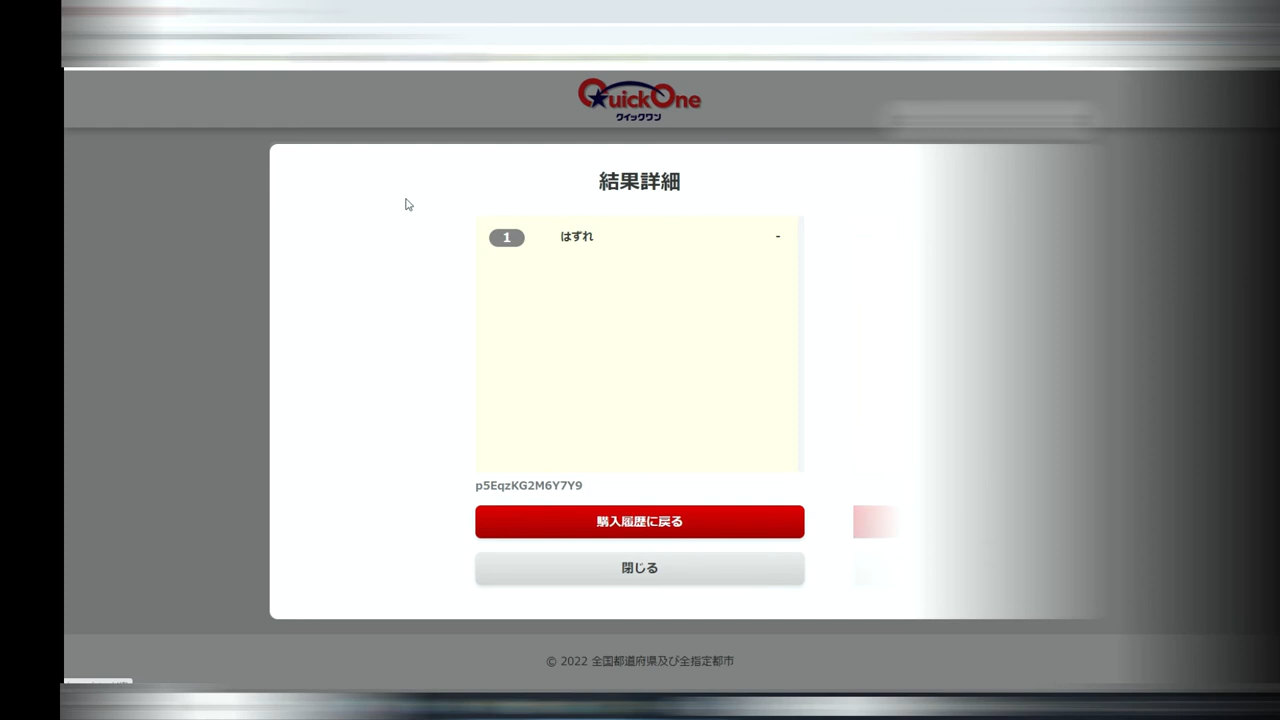 QuickOne
クイックワン
結果詳細
1 はずれ -
p5EqzKG2M6Y7Y9
購入履歴に戻る
閉じる
© 2022 全国都道府県及び全指定都市